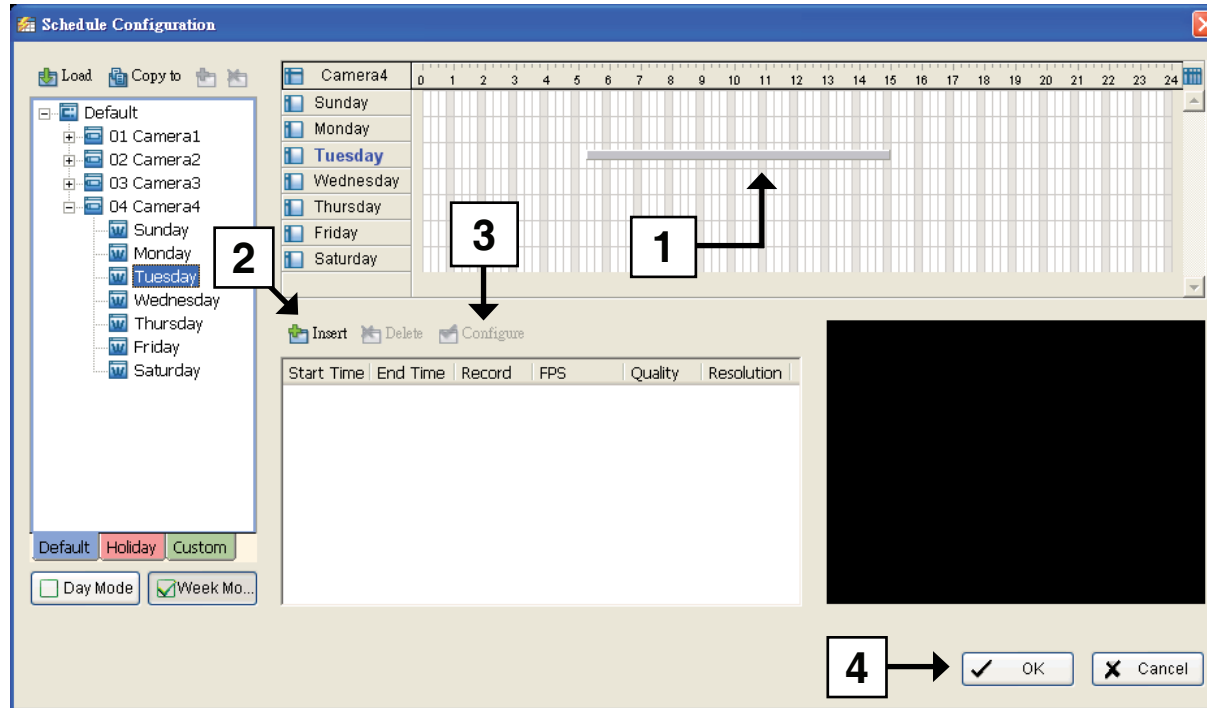 Schedule Configuration
Load Copy to
Default
01 Camera1
02 Camera2
03 Camera3
04 Camera4
Sunday
Monday
Tuesday
Wednesday
Thursday
Friday
Saturday
Default Holiday Custom
Day Mode Week Mo...
Camera4 0 1 2 3 4 5 6 7 8 9 10 11 12 13 14 15 16 17 18 19 20 21 22 23 24
Sunday
Monday
Tuesday
Wednesday
Thursday
Friday
Saturday
1
2
3
Insert Delete Configure
Start Time End Time Record FPS Quality Resolution
4
OK Cancel